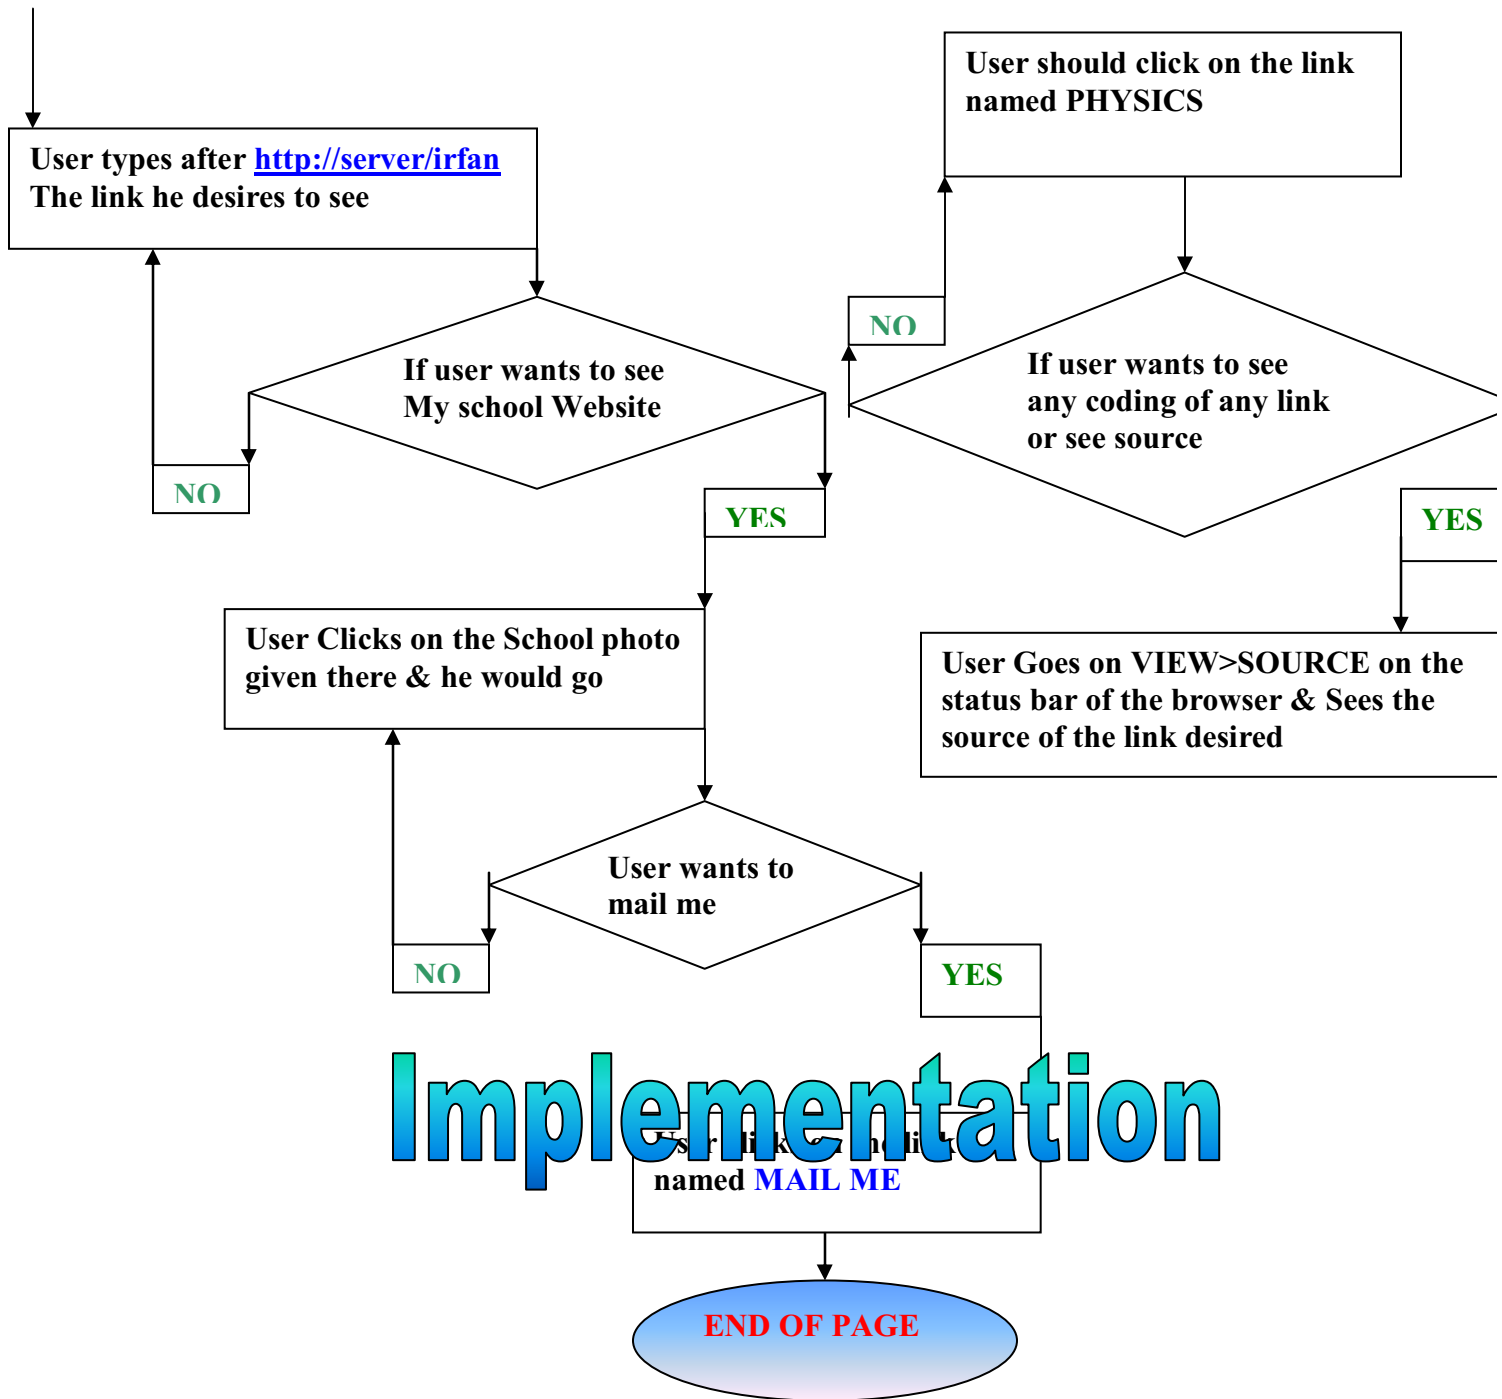 User types after http://server/irfan
The link he desires to see
If user wants to see
My school Website
NO
YES
User Clicks on the School photo
given there & he would go
User wants to
mail me
NO
YES
Implementation
User the link
named MAIL ME
END OF PAGE
User should click on the link
named PHYSICS
NO
If user wants to see
any coding of any link
or see source
YES
User Goes on VIEW>SOURCE on the
status bar of the browser & Sees the
source of the link desired